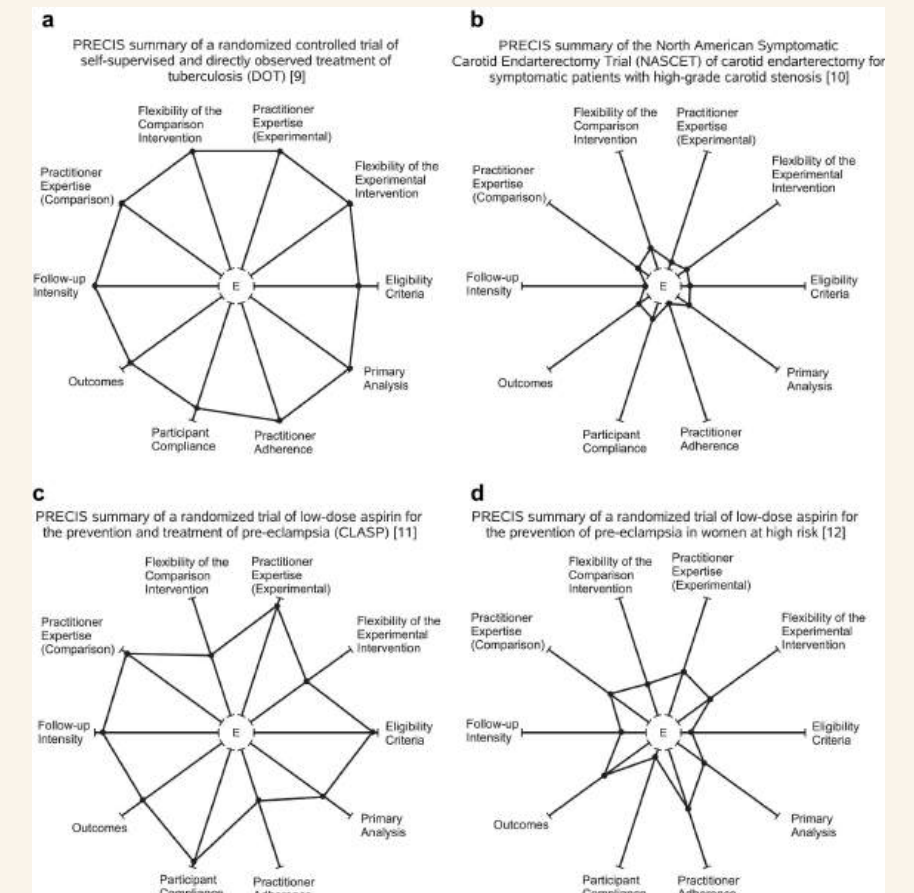 a
PRECIS summary of a randomized controlled trial of
self-supervised and directly observed treatment of
tuberculosis (DOT) [9]
Flexibility of the
Comparison
Intervention
Practitioner
Expertise
(Experimental)
Flexibility of the
Experimental
Intervention
Practitioner
Expertise
(Comparison)
Follow-up
Intensity
E
Eligibility
Criteria
Outcomes
Primary
Analysis
Participant
Compliance
Practitioner
Adherence
b
PRECIS summary of the North American Symptomatic
Carotid Endarterectomy Trial (NASCET) of carotid endarterectomy for
symptomatic patients with high-grade carotid stenosis [10]
Flexibility of the
Comparison
Intervention
Practitioner
Expertise
(Experimental)
Flexibility of the
Experimental
Intervention
Practitioner
Expertise
(Comparison)
Follow-up
Intensity
E
Eligibility
Criteria
Outcomes
Primary
Analysis
Participant
Compliance
Practitioner
Adherence
c
PRECIS summary of a randomized trial of low-dose aspirin for
the prevention and treatment of pre-eclampsia (CLASP) [11]
Flexibility of the
Comparison
Intervention
Practitioner
Expertise
(Experimental)
Flexibility of the
Experimental
Intervention
Practitioner
Expertise
(Comparison)
Follow-up
Intensity
E
Eligibility
Criteria
Outcomes
Primary
Analysis
Participant
Practitioner
d
PRECIS summary of a randomized trial of low-dose aspirin for
the prevention of pre-eclampsia in women at high risk [12]
Flexibility of the
Comparison
Intervention
Practitioner
Expertise
(Experimental)
Flexibility of the
Experimental
Intervention
Practitioner
Expertise
(Comparison)
Follow-up
Intensity
E
Eligibility
Criteria
Outcomes
Primary
Analysis
Participant
Practitioner